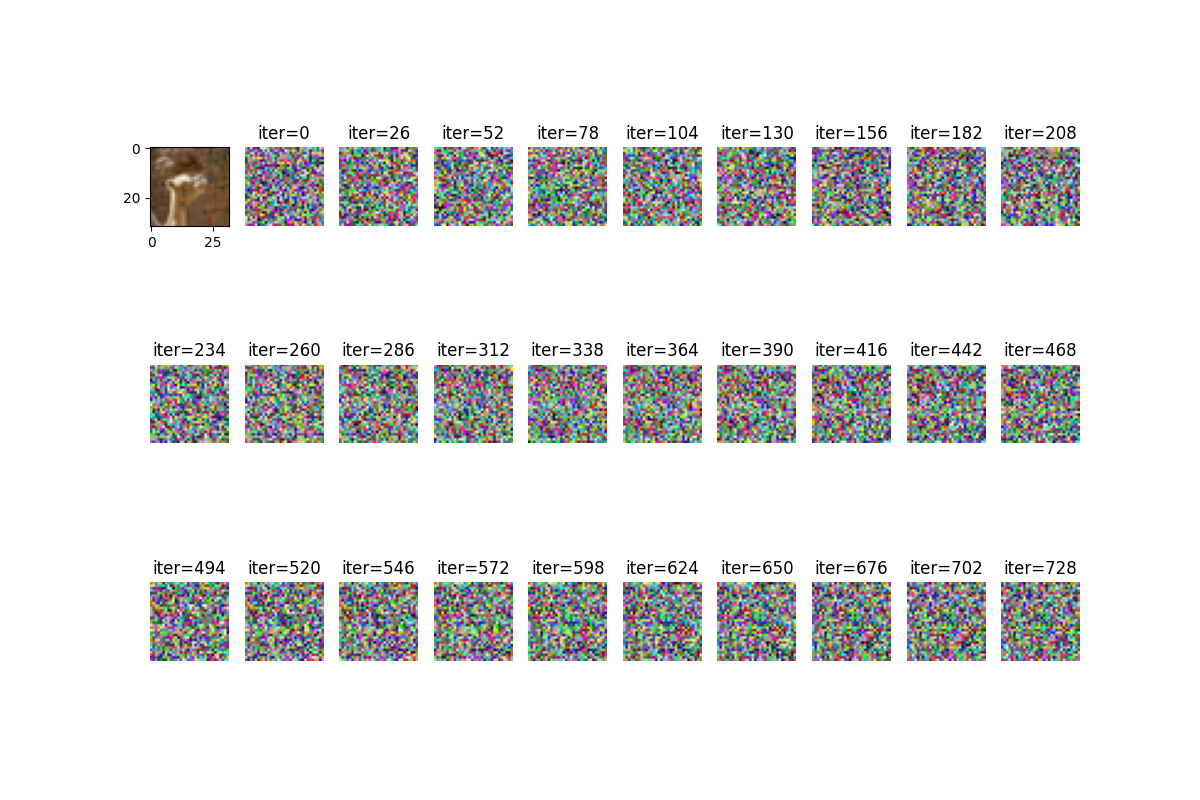 iter=0 iter=26 iter=52 iter=78 iter=104 iter=130 iter=156 iter=182 iter=208
0
20
0 25
iter=234 iter=260 iter=286 iter=312 iter=338 iter=364 iter=390 iter=416 iter=442 iter=468
iter=494 iter=520 iter=546 iter=572 iter=598 iter=624 iter=650 iter=676 iter=702 iter=728